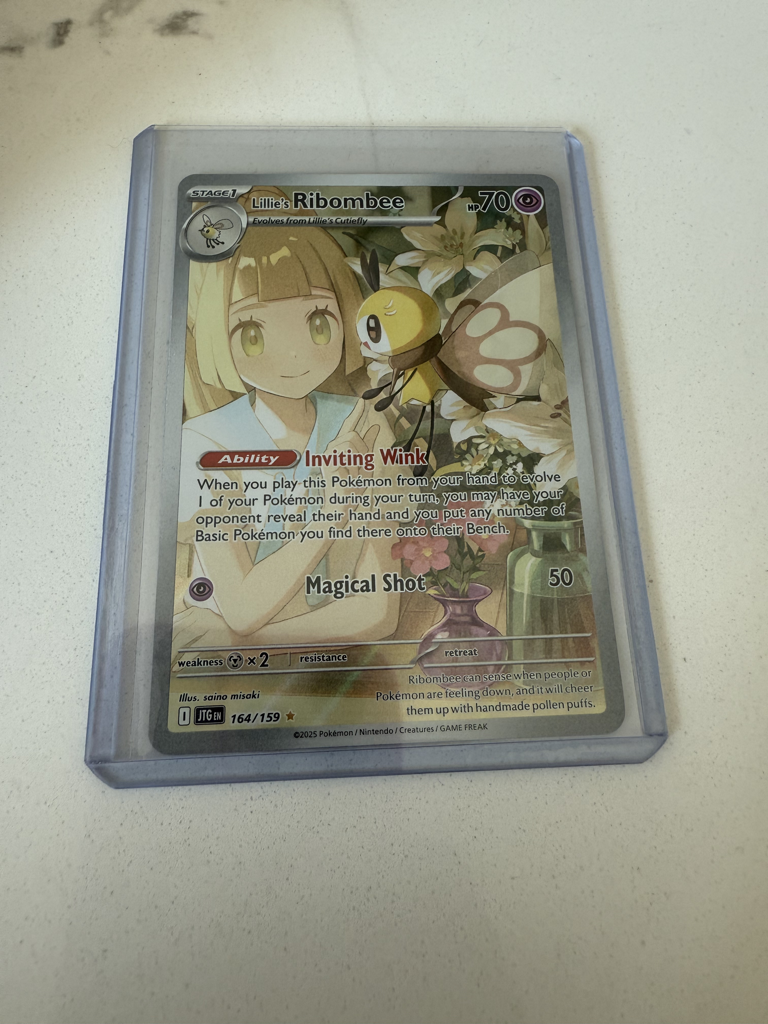 STAGE 1
Lillie's Ribombee
HP 70
Evolves from Lillie's Cutiefly
Ability Inviting Wink
When you play this Pokémon from your hand to evolve
1 of your Pokémon during your turn, you may have your
opponent reveal their hand and you put any number of
Basic Pokémon you find there onto their Bench.
Magical Shot 50
weakness ×2 resistance retreat
Ribombee can sense when people or
Pokémon are feeling down, and it will cheer
them up with handmade pollen puffs.
Illus. saino misaki
I JTG EN 164/159
©2025 Pokémon / Nintendo / Creatures / GAME FREAK